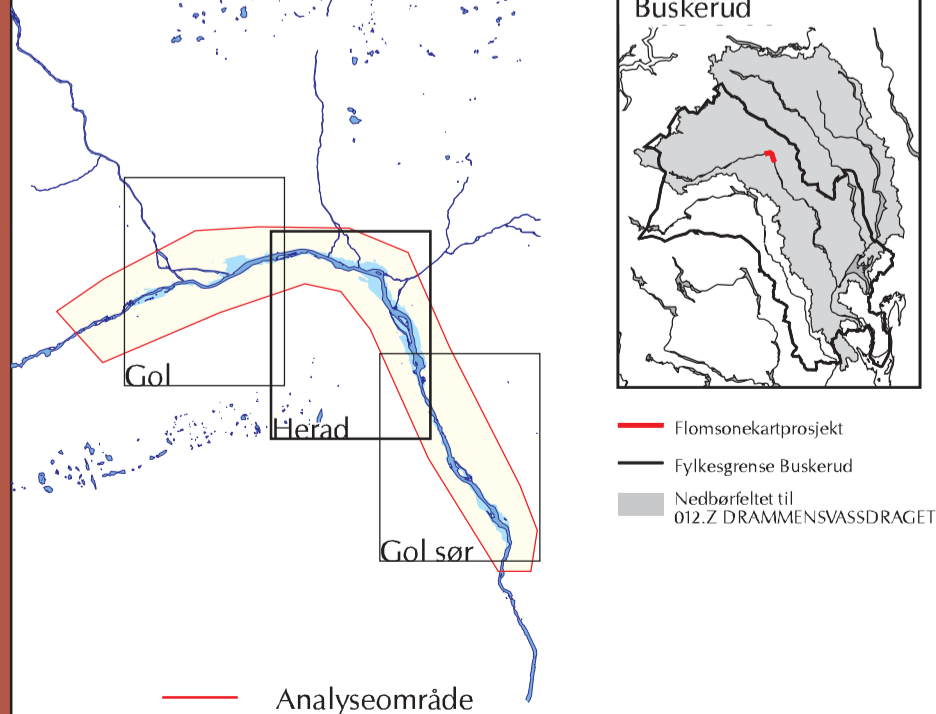 Buskerud
Gol
Herad
Gol sør
Flomsonekartprosjekt
Fylkesgrense Buskerud
Nedbørfeltet til
012.Z DRAMMENSVASSDRAGET
Analyseområde